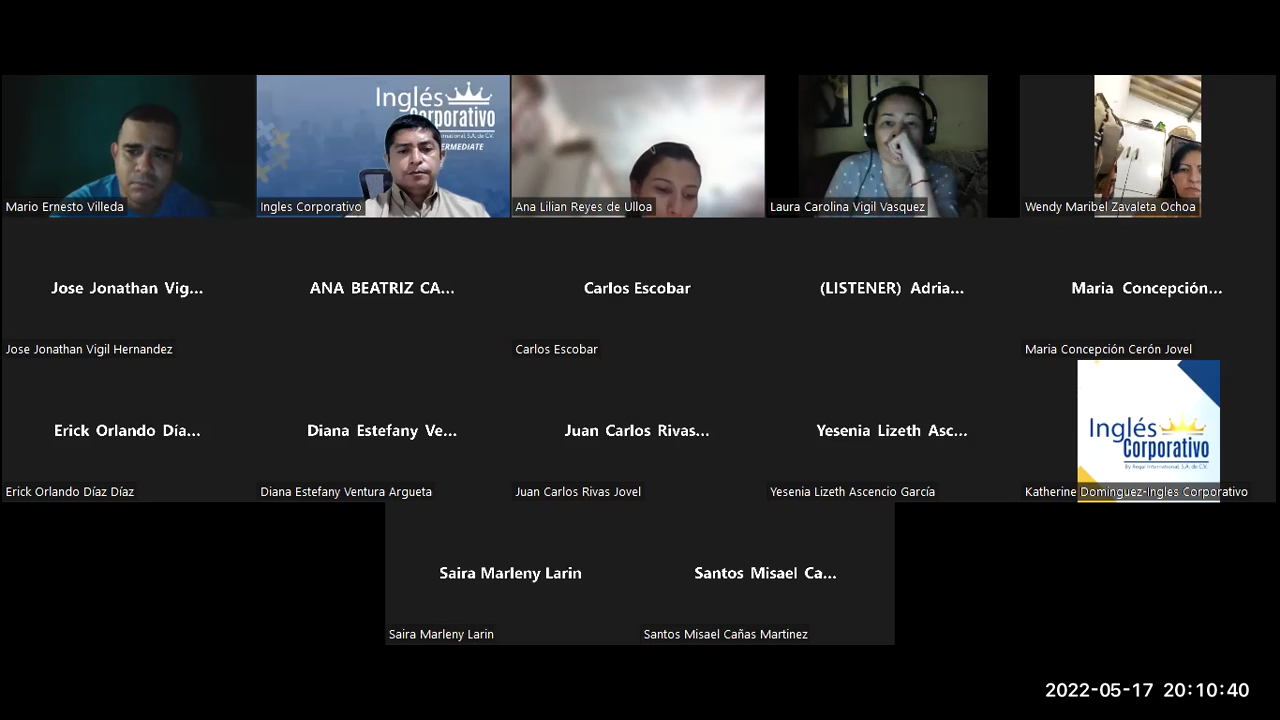 Inglés
Corporativo
ERMEDIATE
Mario Ernesto Villeda
Ingles Corporativo
Ana Lilian Reyes de Ulloa
Laura Carolina Vigil Vasquez
Wendy Maribel Zavaleta Ochoa
Jose Jonathan Vig...
ANA BEATRIZ CA...
Carlos Escobar
(LISTENER) Adria...
Maria Concepción...
Jose Jonathan Vigil Hernandez
Carlos Escobar
Maria Concepción Cerón Jovel
Erick Orlando Día...
Diana Estefany Ve...
Juan Carlos Rivas...
Yesenia Lizeth Asc...
Inglés
Corporativo
By Regal International, S.A. de C.V.
Erick Orlando Díaz Díaz
Diana Estefany Ventura Argueta
Juan Carlos Rivas Jovel
Yesenia Lizeth Ascencio García
Katherine Dominguez-Ingles Corporativo
Saira Marleny Larin
Santos Misael Ca...
Saira Marleny Larin
Santos Misael Cañas Martinez
2022-05-17 20:10:40